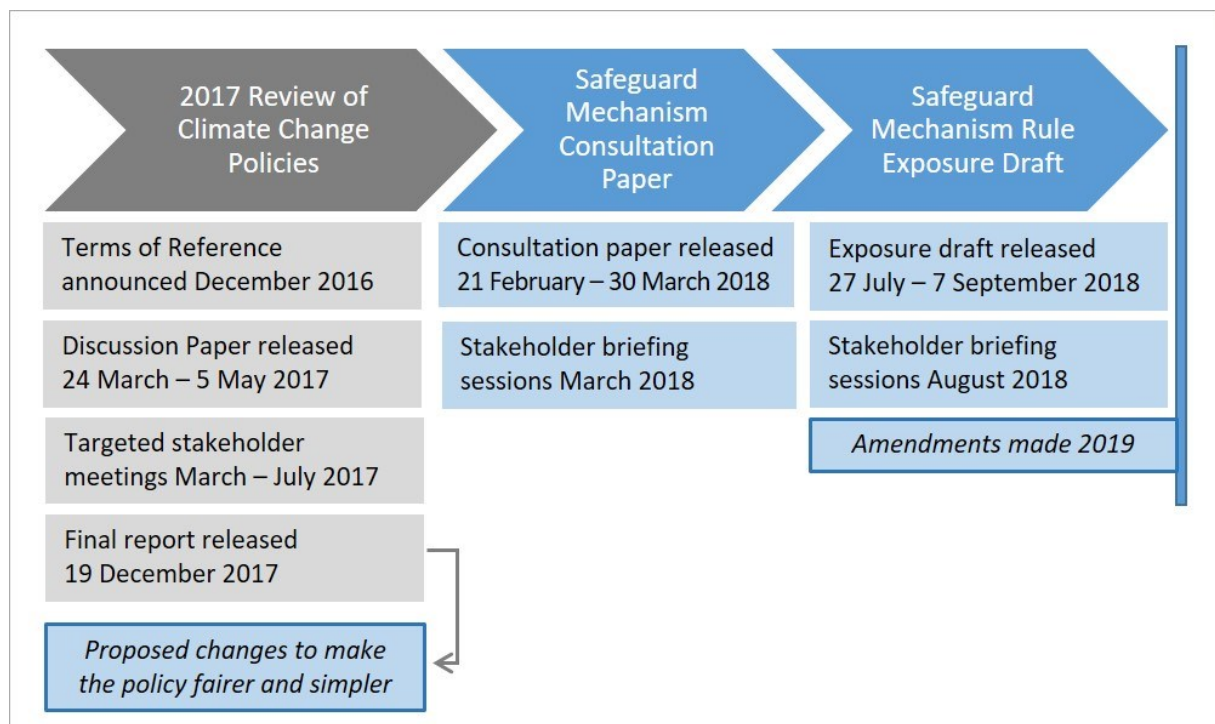 2017 Review of
Climate Change
Policies
Safeguard
Mechanism
Consultation
Paper
Safeguard
Mechanism Rule
Exposure Draft
Terms of Reference
announced December 2016
Discussion Paper released
24 March – 5 May 2017
Targeted stakeholder
meetings March – July 2017
Final report released
19 December 2017
Proposed changes to make
the policy fairer and simpler
Consultation paper released
21 February – 30 March 2018
Stakeholder briefing
sessions March 2018
Exposure draft released
27 July – 7 September 2018
Stakeholder briefing
sessions August 2018
Amendments made 2019